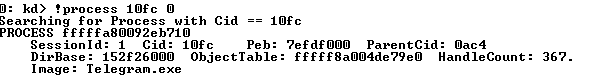 0: kd> !process 10fc 0
Searching for Process with Cid == 10fc
PROCESS fffffa80092eb710
    SessionId: 1  Cid: 10fc    Peb: 7efdf000  ParentCid: 0ac4
    DirBase: 152f26000  ObjectTable: fffff8a004de79e0  HandleCount: 367.
    Image: Telegram.exe